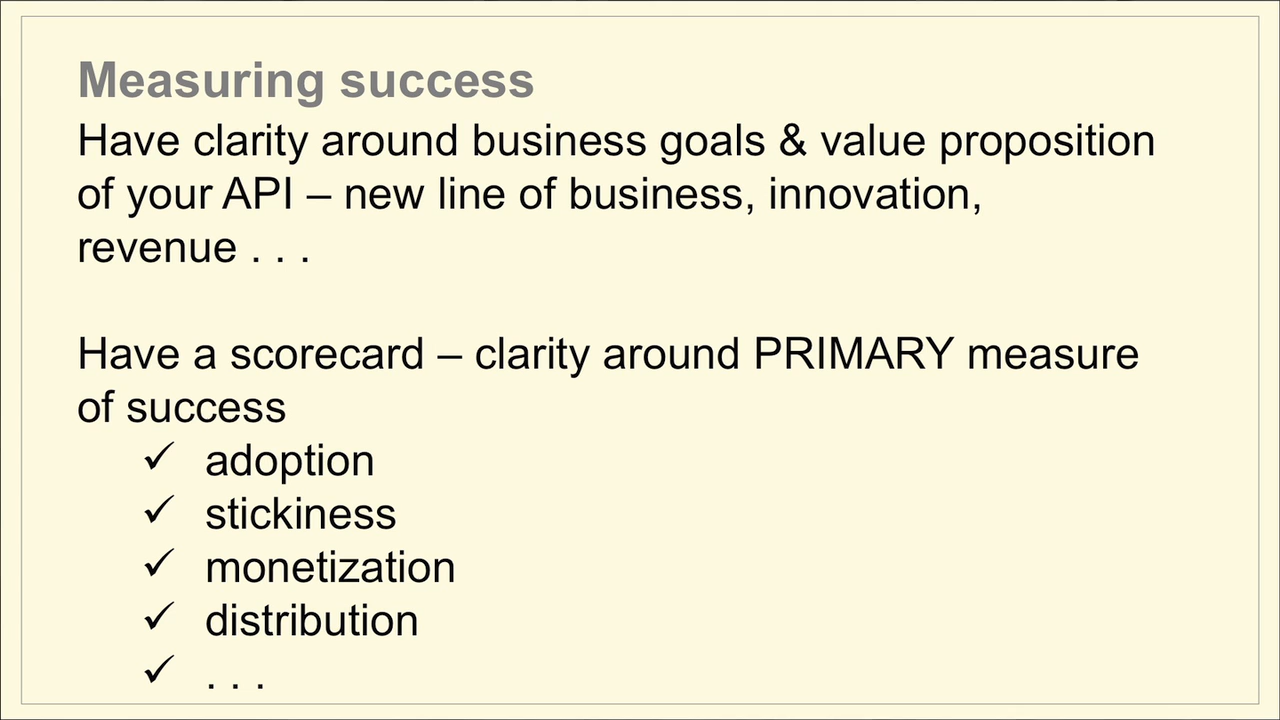 Measuring success
Have clarity around business goals & value proposition
of your API – new line of business, innovation,
revenue . . .
Have a scorecard – clarity around PRIMARY measure
of success
✓ adoption
✓ stickiness
✓ monetization
✓ distribution
✓ . . .